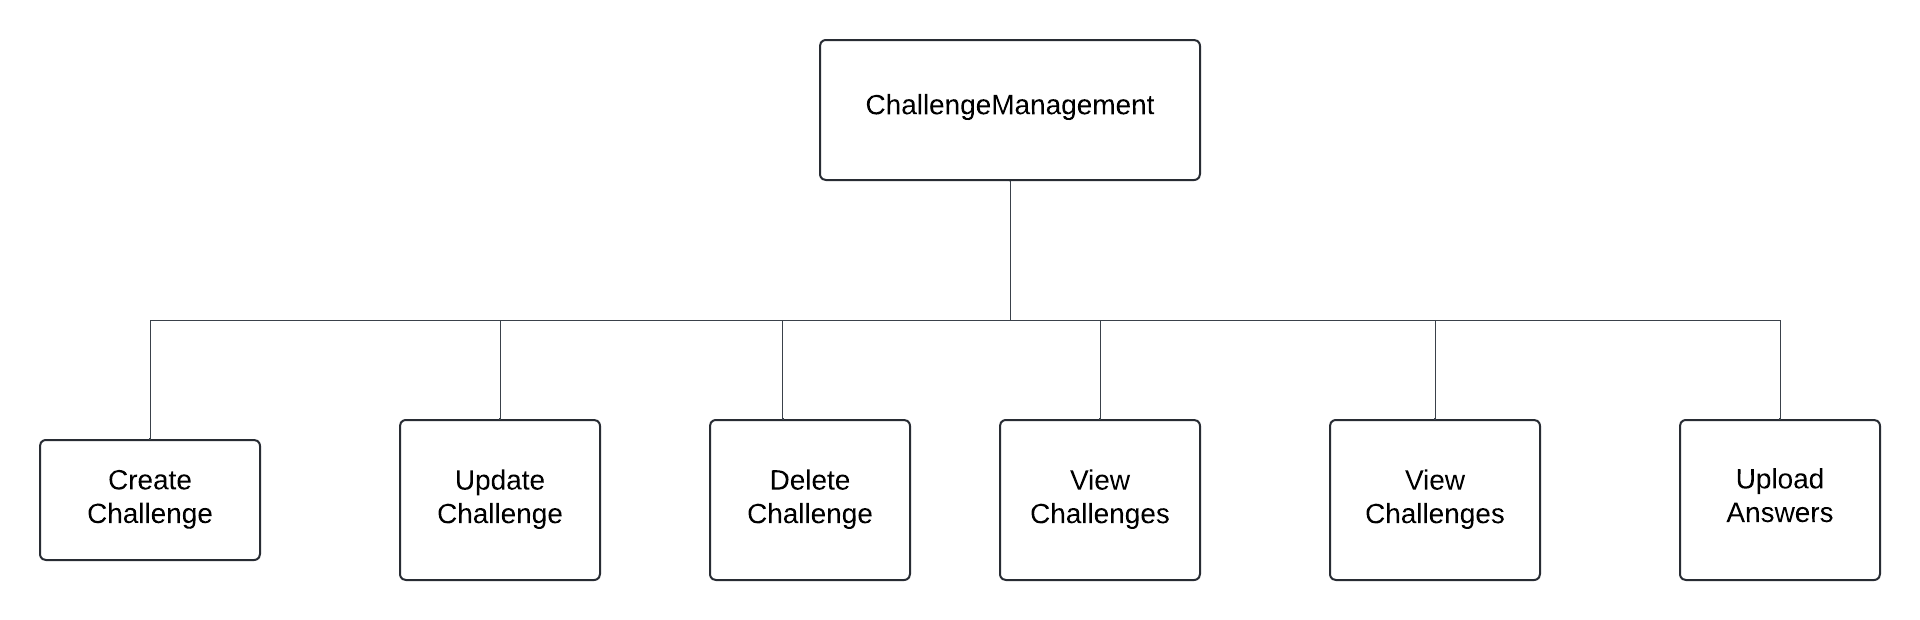 ChallengeManagement
Create
Challenge
Update
Challenge
Delete
Challenge
View
Challenges
View
Challenges
Upload
Answers